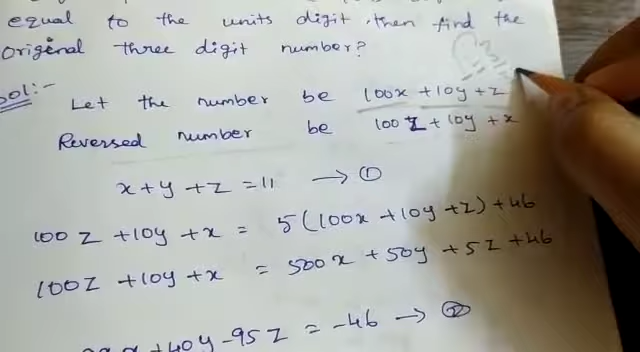 equal to the units digit, then find the
Original three digit number?
Sol:- Let the number be 100x + 10y + z
Reversed number be 100z + 10y + x
x + y + z = 11 → ①
100z + 10y + x = 5(100x + 10y + z) + 46
100z + 10y + x = 500x + 50y + 5z + 46
+ 40y - 95z = -46 → ②